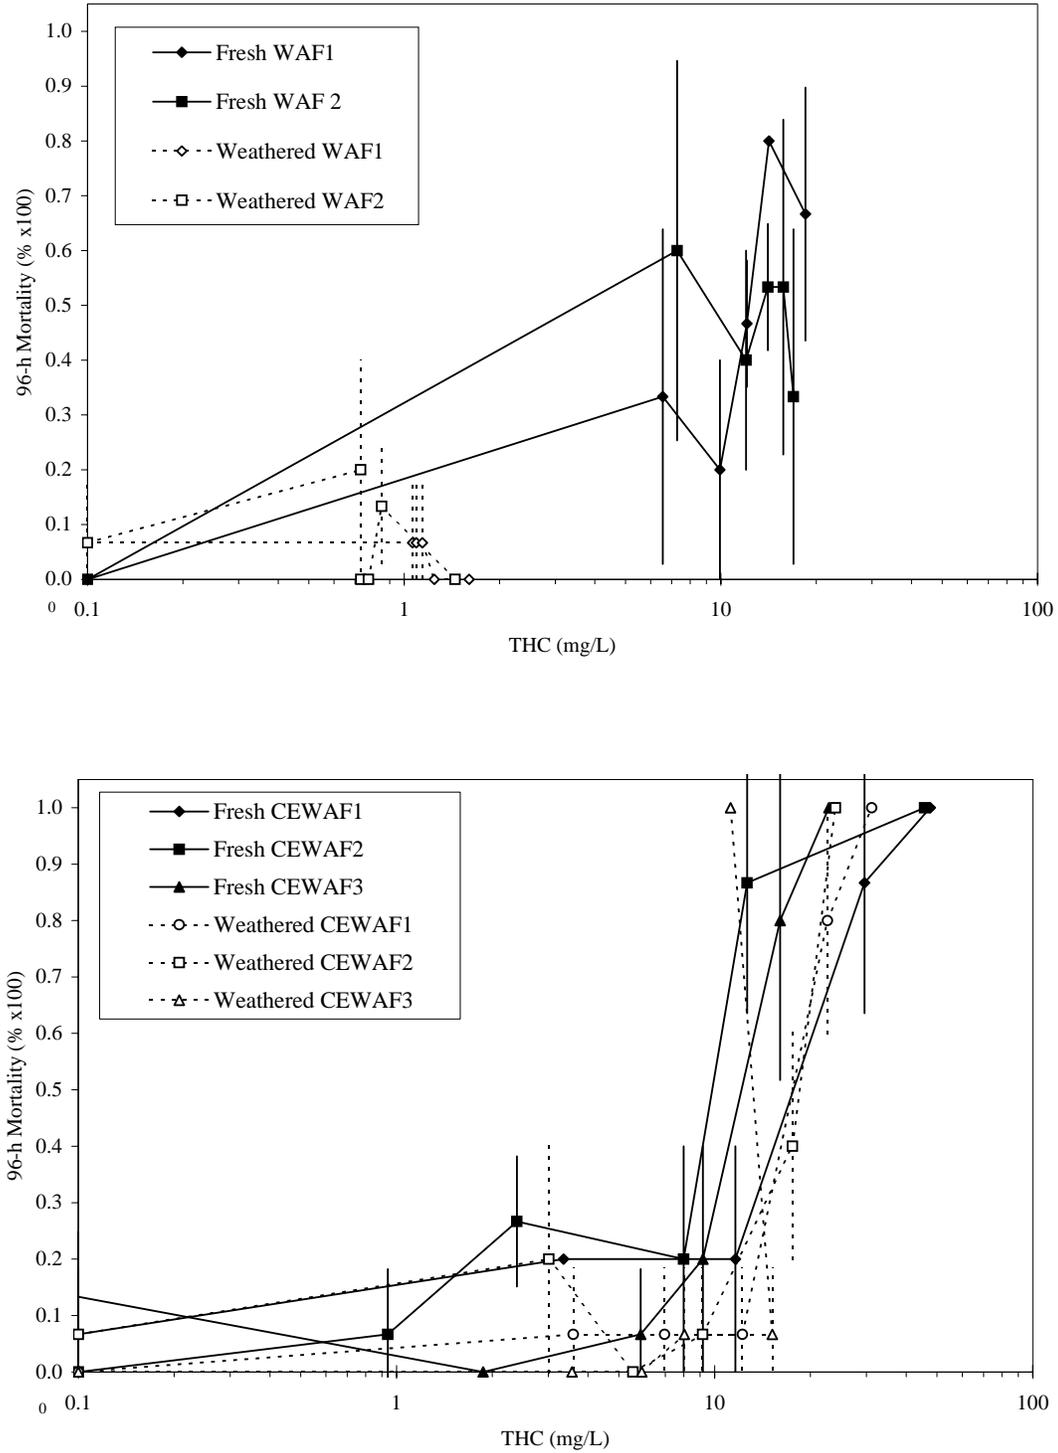 1.0
Fresh WAF1
0.9
Fresh WAF 2
0.8
Weathered WAF1
0.7
Weathered WAF2
0.6
0.5
0.4
0.3
0.2
0.1
0.0
96-h Mortality (% x100)
0 0.1 1 10 100
THC (mg/L)
1.0
Fresh CEWAF1
Fresh CEWAF2
0.9
Fresh CEWAF3
0.8
Weathered CEWAF1
Weathered CEWAF2
0.7
Weathered CEWAF3
0.6
0.5
0.4
0.3
0.2
0.1
0.0
96-h Mortality (% x100)
0 0.1 1 10 100
THC (mg/L)